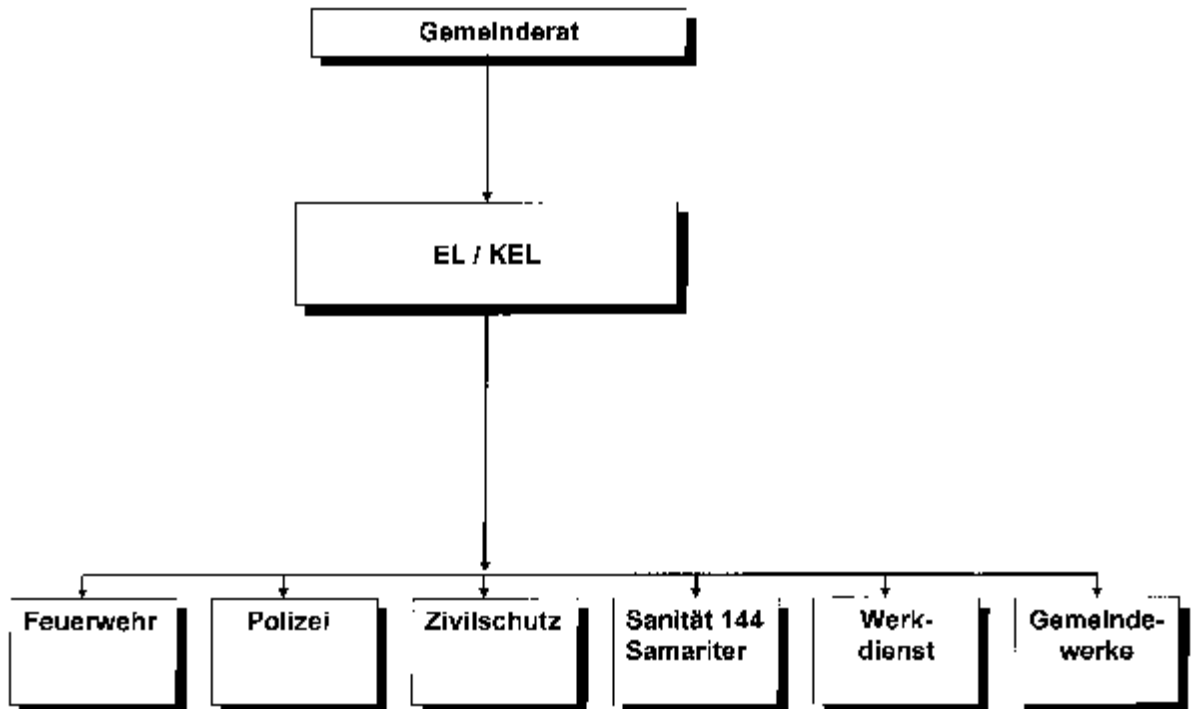 Gemeinderat
EL / KEL
Feuerwehr
Polizei
Zivilschutz
Sanität 144
Samariter
Werk-
dienst
Gemeinde-
werke